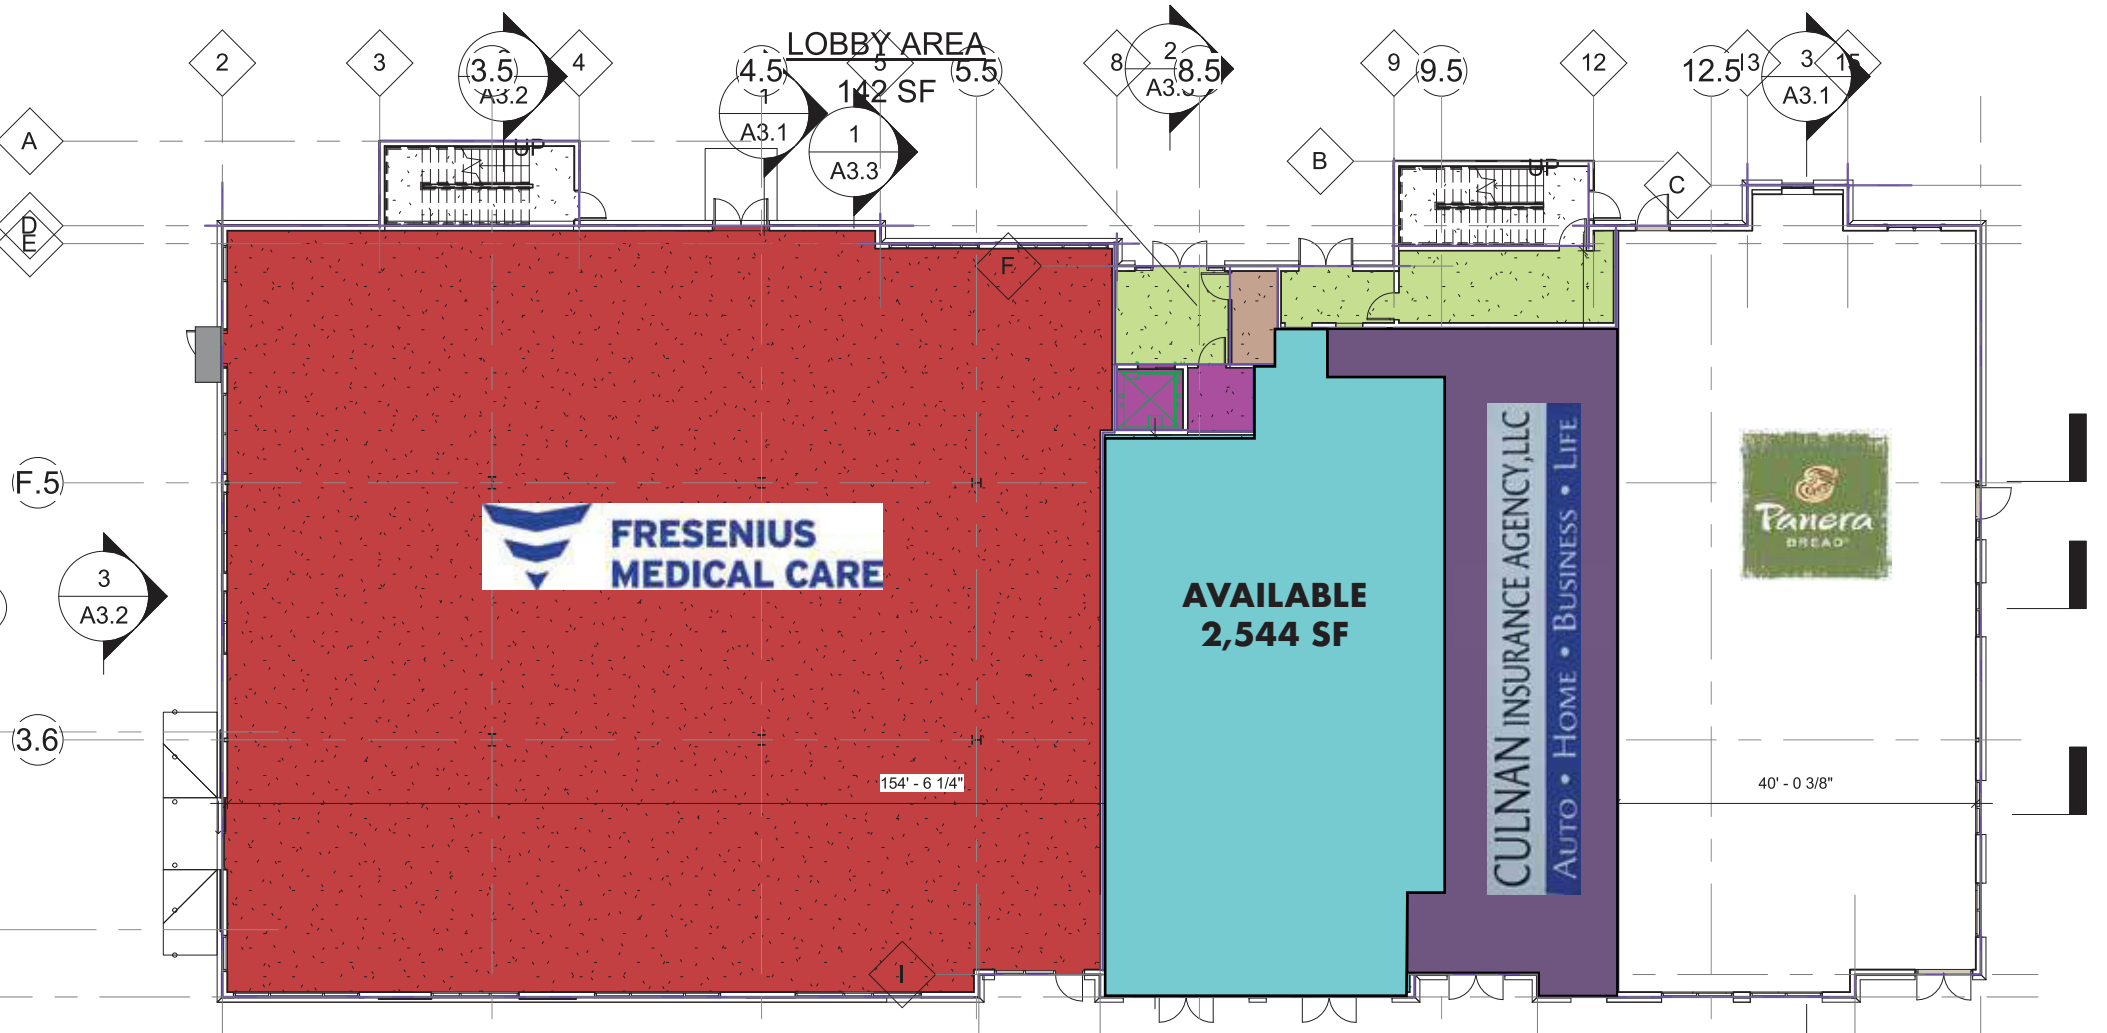 LOBBY AREA
142 SF
2
3
3.5
A3.2
4
4.5
1
A3.1
5
5.5
1
A3.3
8
2
8.5
9
9.5
12
12.5
13
3
A3.1
15
A
UP
B
UP
C
D
E
F
F.5
FRESENIUS
MEDICAL CARE
AVAILABLE
2,544 SF
CULNAN INSURANCE AGENCY,LLC
AUTO • HOME • BUSINESS • LIFE
Panera
BREAD
3
A3.2
3.6
154' - 6 1/4"
40' - 0 3/8"
I